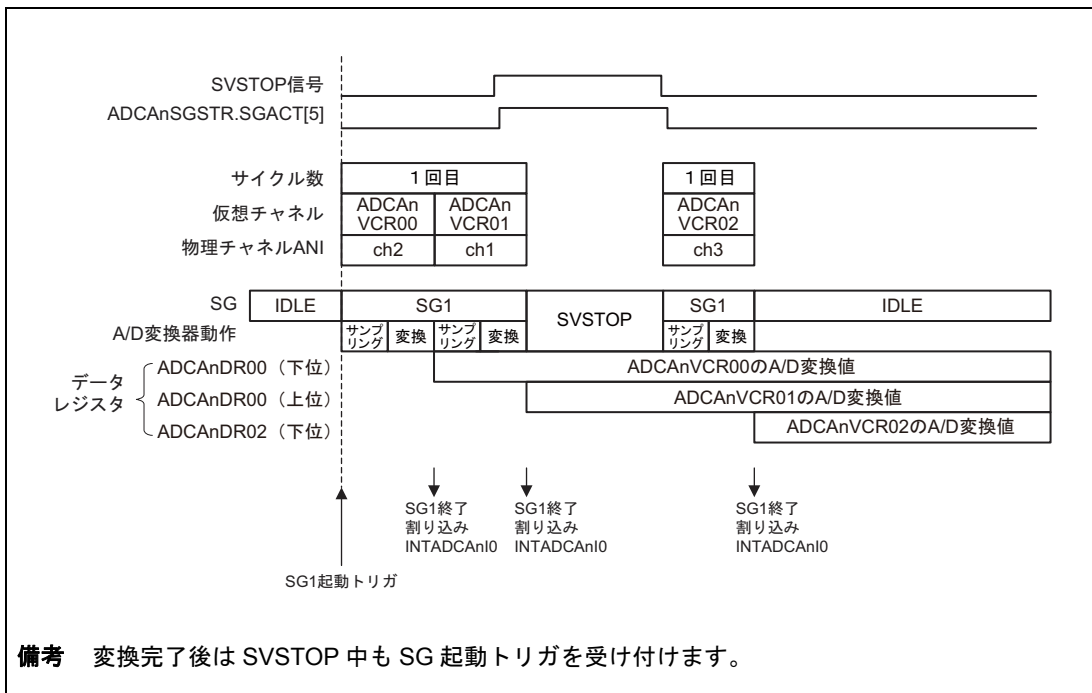 SVSTOP信号
ADCAnSGSTR.SGACT[5]
サイクル数
1回目
1回目
仮想チャネル
ADCAn
VCR00
ADCAn
VCR01
ADCAn
VCR02
物理チャネルANI
ch2
ch1
ch3
SG
IDLE
SG1
SVSTOP
SG1
IDLE
A/D変換器動作
サンプ
リング
変換
サンプ
リング
変換
サンプ
リング
変換
データ
レジスタ
ADCAnDR00（下位）
ADCAnVCR00のA/D変換値
ADCAnDR00（上位）
ADCAnVCR01のA/D変換値
ADCAnDR02（下位）
ADCAnVCR02のA/D変換値
SG1終了
割り込み
INTADCAnI0
SG1終了
割り込み
INTADCAnI0
SG1終了
割り込み
INTADCAnI0
SG1起動トリガ
備考 変換完了後は SVSTOP 中も SG 起動トリガを受け付けます。